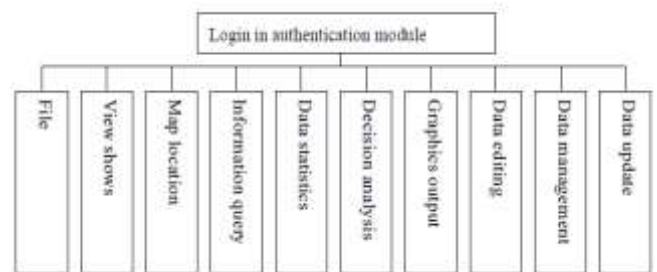 Login in authentication module
File
View shows
Map location
Information query
Data statistics
Decision analysis
Graphics output
Data editing
Data management
Data update